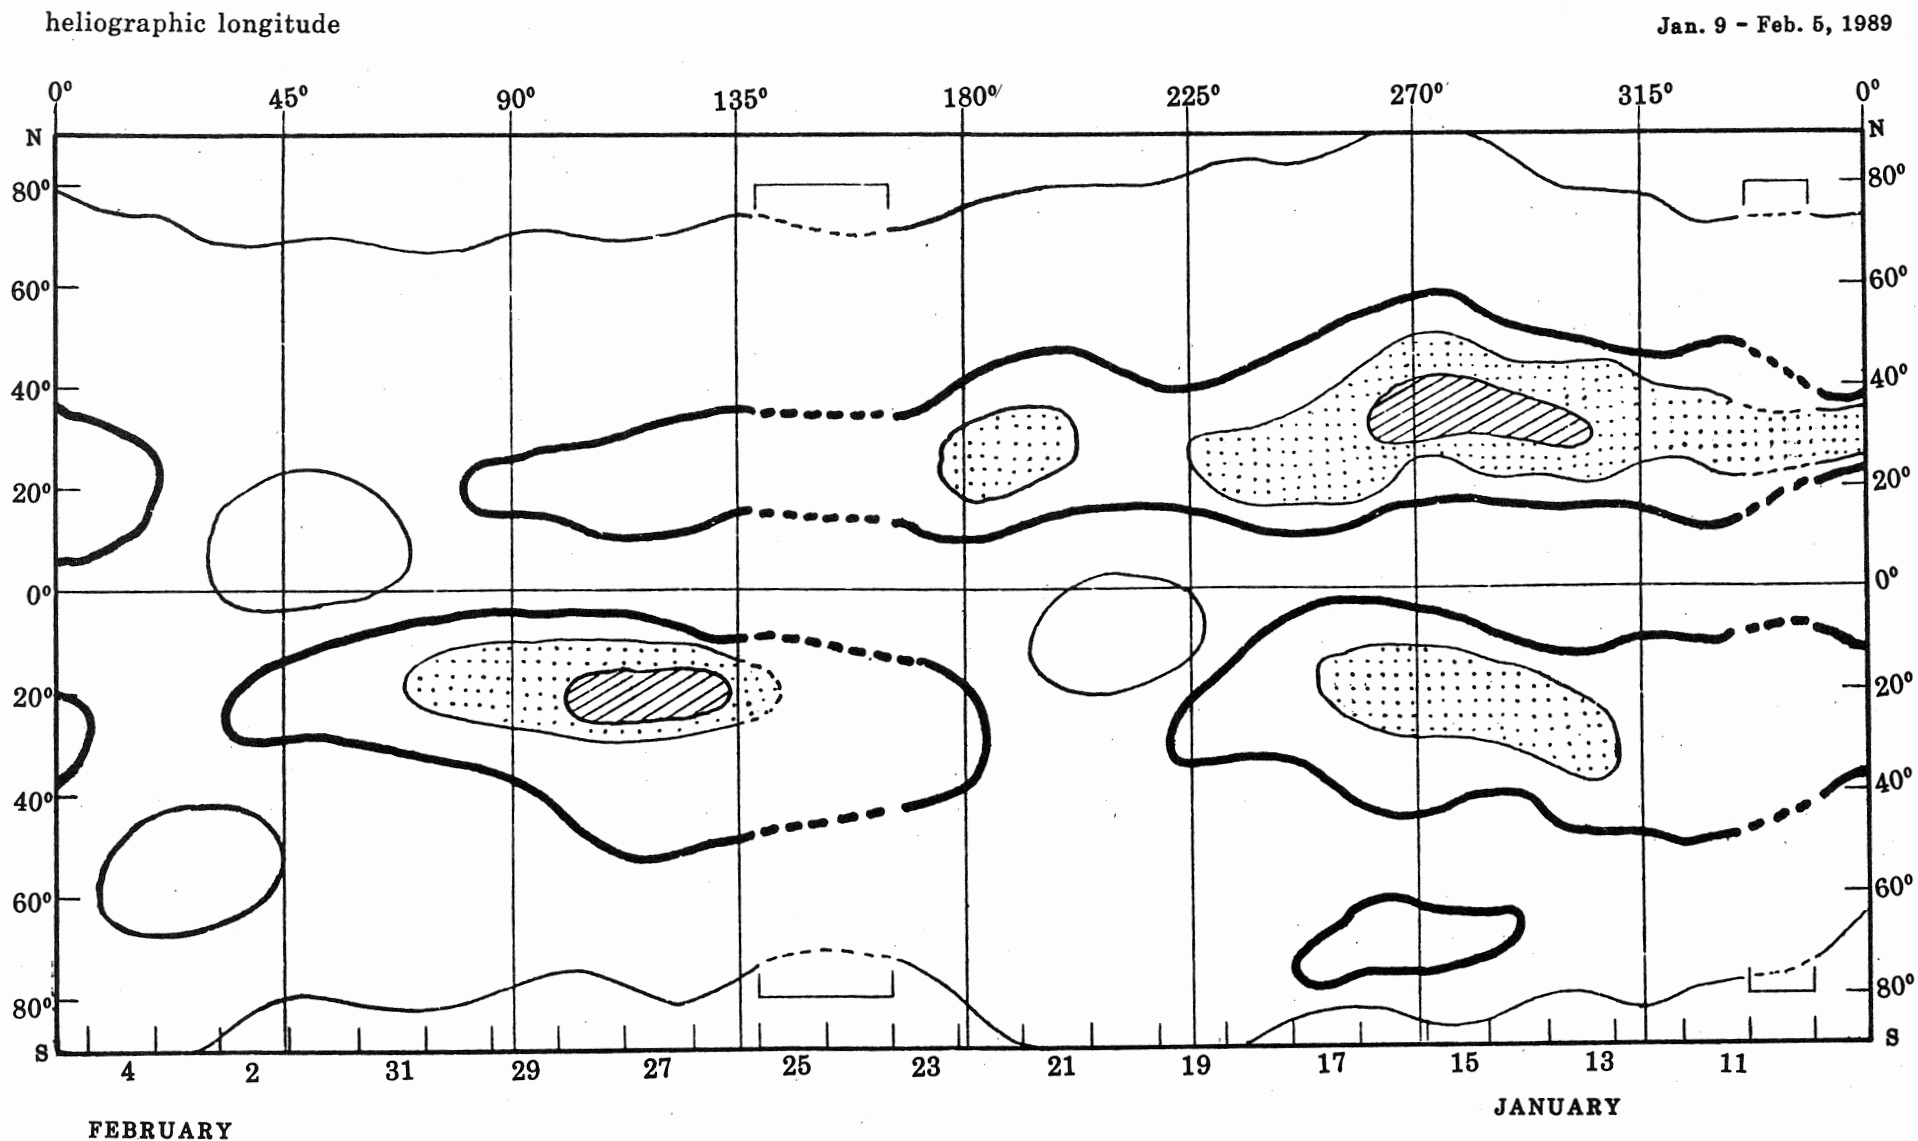 heliographic longitude
Jan. 9 - Feb. 5, 1989
0° 45° 90° 135° 180° 225° 270° 315° 0°
N N
80° 80°
60° 60°
40° 40°
20° 20°
0° 0°
20° 20°
40° 40°
60° 60°
80° 80°
S S
4 2 31 29 27 25 23 21 19 17 15 13 11
JANUARY
FEBRUARY